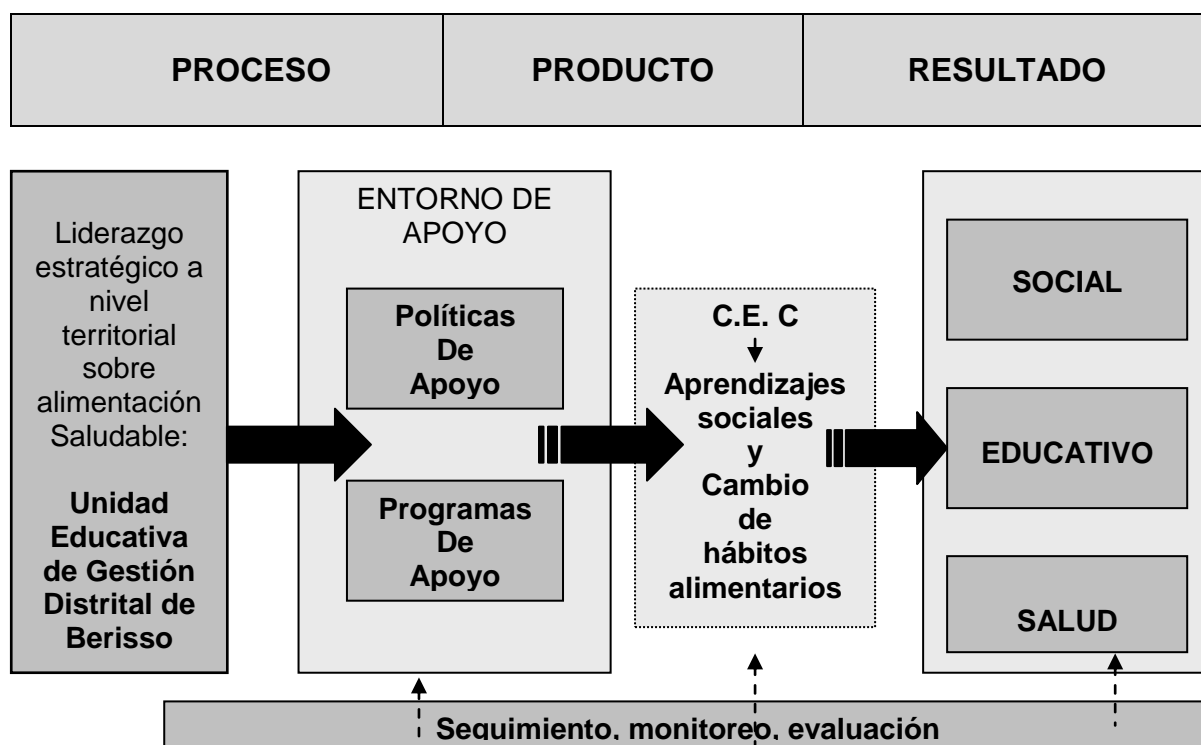 PROCESO
PRODUCTO
RESULTADO
Liderazgo
estratégico a
nivel
territorial
sobre
alimentación
Saludable:
Unidad
Educativa
de Gestión
Distrital de
Berisso
ENTORNO DE
APOYO
Políticas
De
Apoyo
Programas
De
Apoyo
C.E. C
Aprendizajes
sociales
y
Cambio
de
hábitos
alimentarios
SOCIAL
EDUCATIVO
SALUD
Seguimiento, monitoreo, evaluación